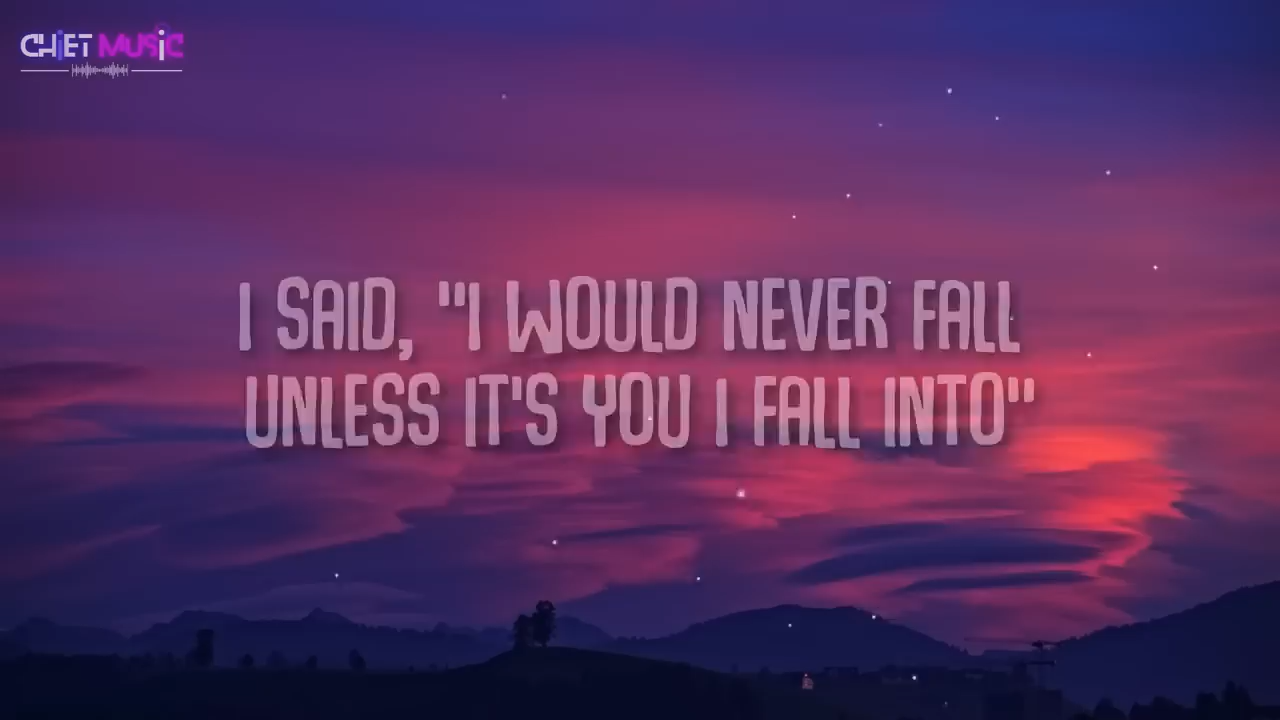 CHIET MUSIC
I SAID, "I WOULD NEVER FALL
UNLESS IT'S YOU I FALL INTO"